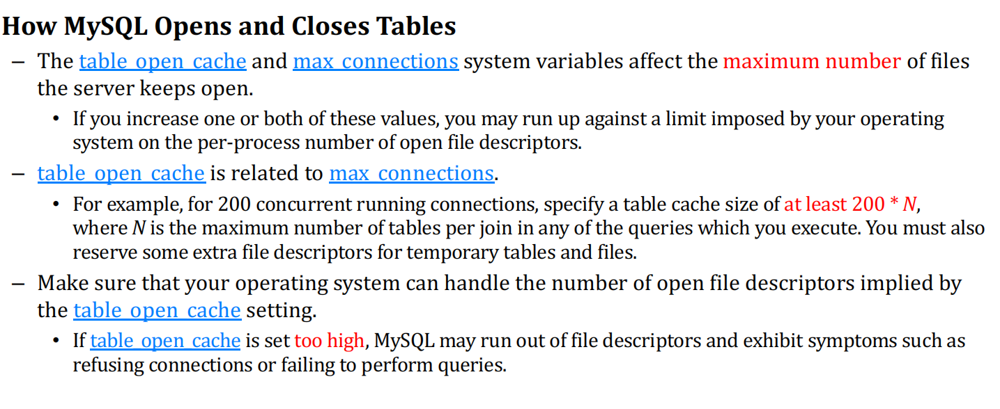 How MySQL Opens and Closes Tables
– The table_open_cache and max_connections system variables affect the maximum number of files
the server keeps open.
• If you increase one or both of these values, you may run up against a limit imposed by your operating
system on the per-process number of open file descriptors.
– table_open_cache is related to max_connections.
• For example, for 200 concurrent running connections, specify a table cache size of at least 200 * N,
where N is the maximum number of tables per join in any of the queries which you execute. You must also
reserve some extra file descriptors for temporary tables and files.
– Make sure that your operating system can handle the number of open file descriptors implied by
the table_open_cache setting.
• If table_open_cache is set too high, MySQL may run out of file descriptors and exhibit symptoms such as
refusing connections or failing to perform queries.